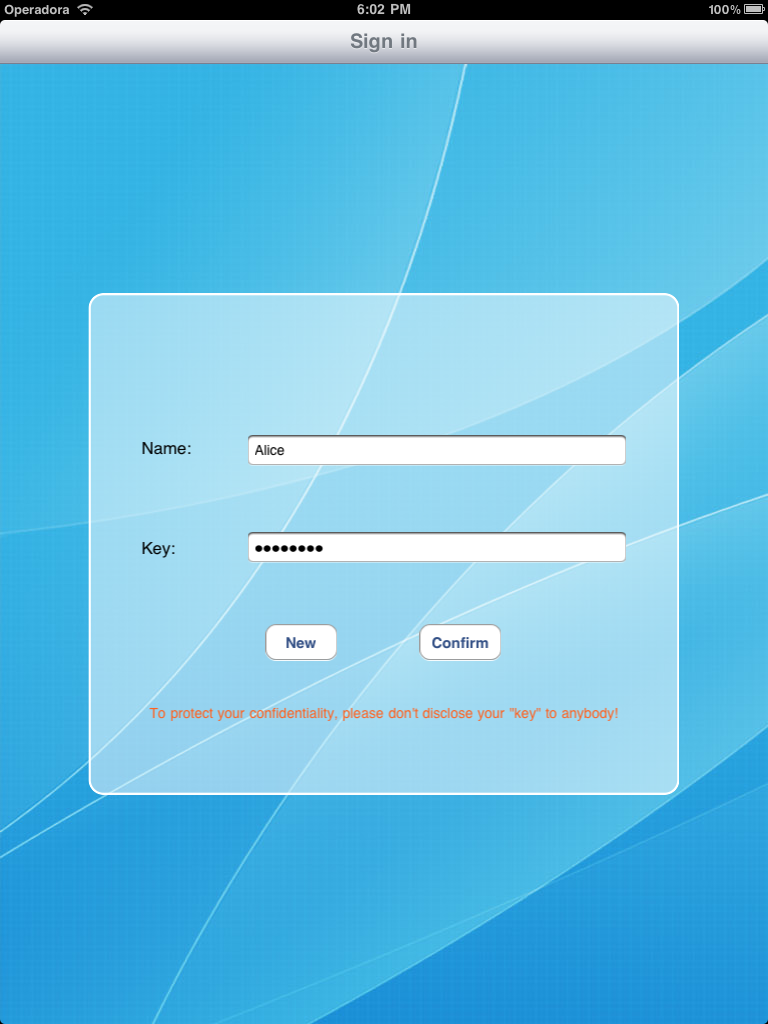 Operadora 6:02 PM 100%
Sign in
Name: Alice
Key: ●●●●●●●●
New Confirm
To protect your confidentiality, please don't disclose your "key" to anybody!